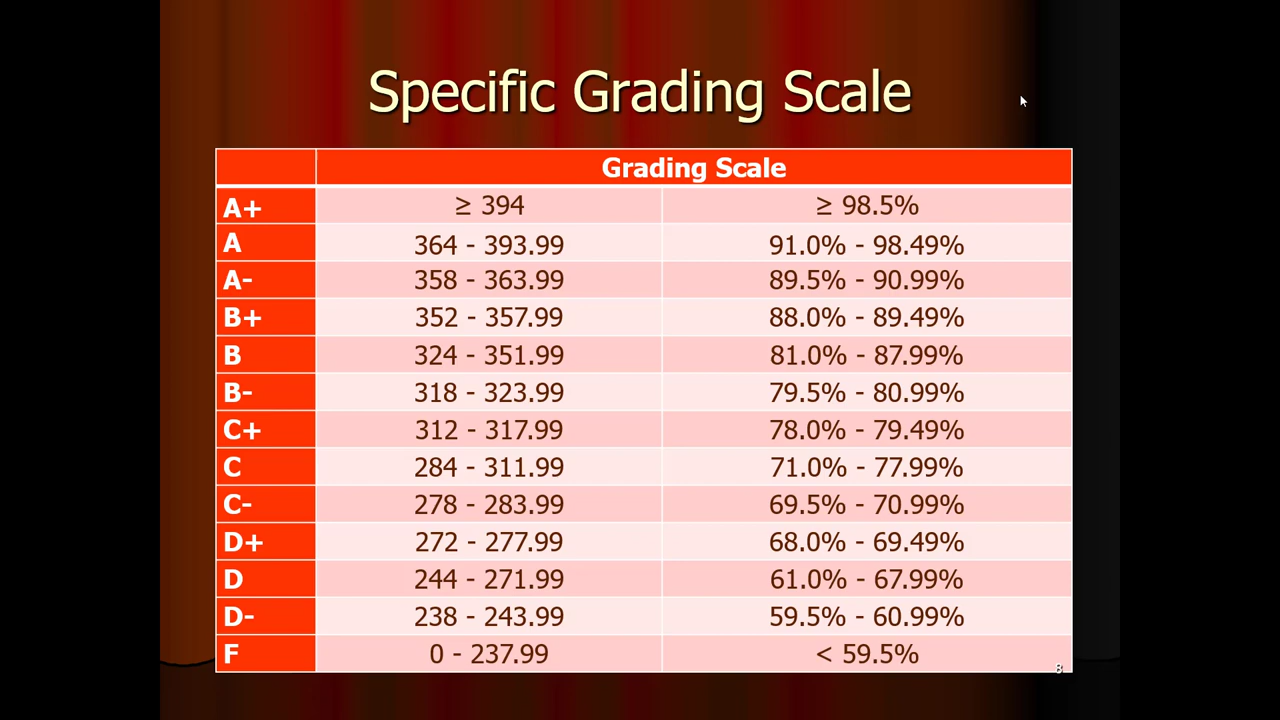 Specific Grading Scale
Grading Scale
A+ ≥ 394 ≥ 98.5%
A 364 - 393.99 91.0% - 98.49%
A- 358 - 363.99 89.5% - 90.99%
B+ 352 - 357.99 88.0% - 89.49%
B 324 - 351.99 81.0% - 87.99%
B- 318 - 323.99 79.5% - 80.99%
C+ 312 - 317.99 78.0% - 79.49%
C 284 - 311.99 71.0% - 77.99%
C- 278 - 283.99 69.5% - 70.99%
D+ 272 - 277.99 68.0% - 69.49%
D 244 - 271.99 61.0% - 67.99%
D- 238 - 243.99 59.5% - 60.99%
F 0 - 237.99 < 59.5%
8